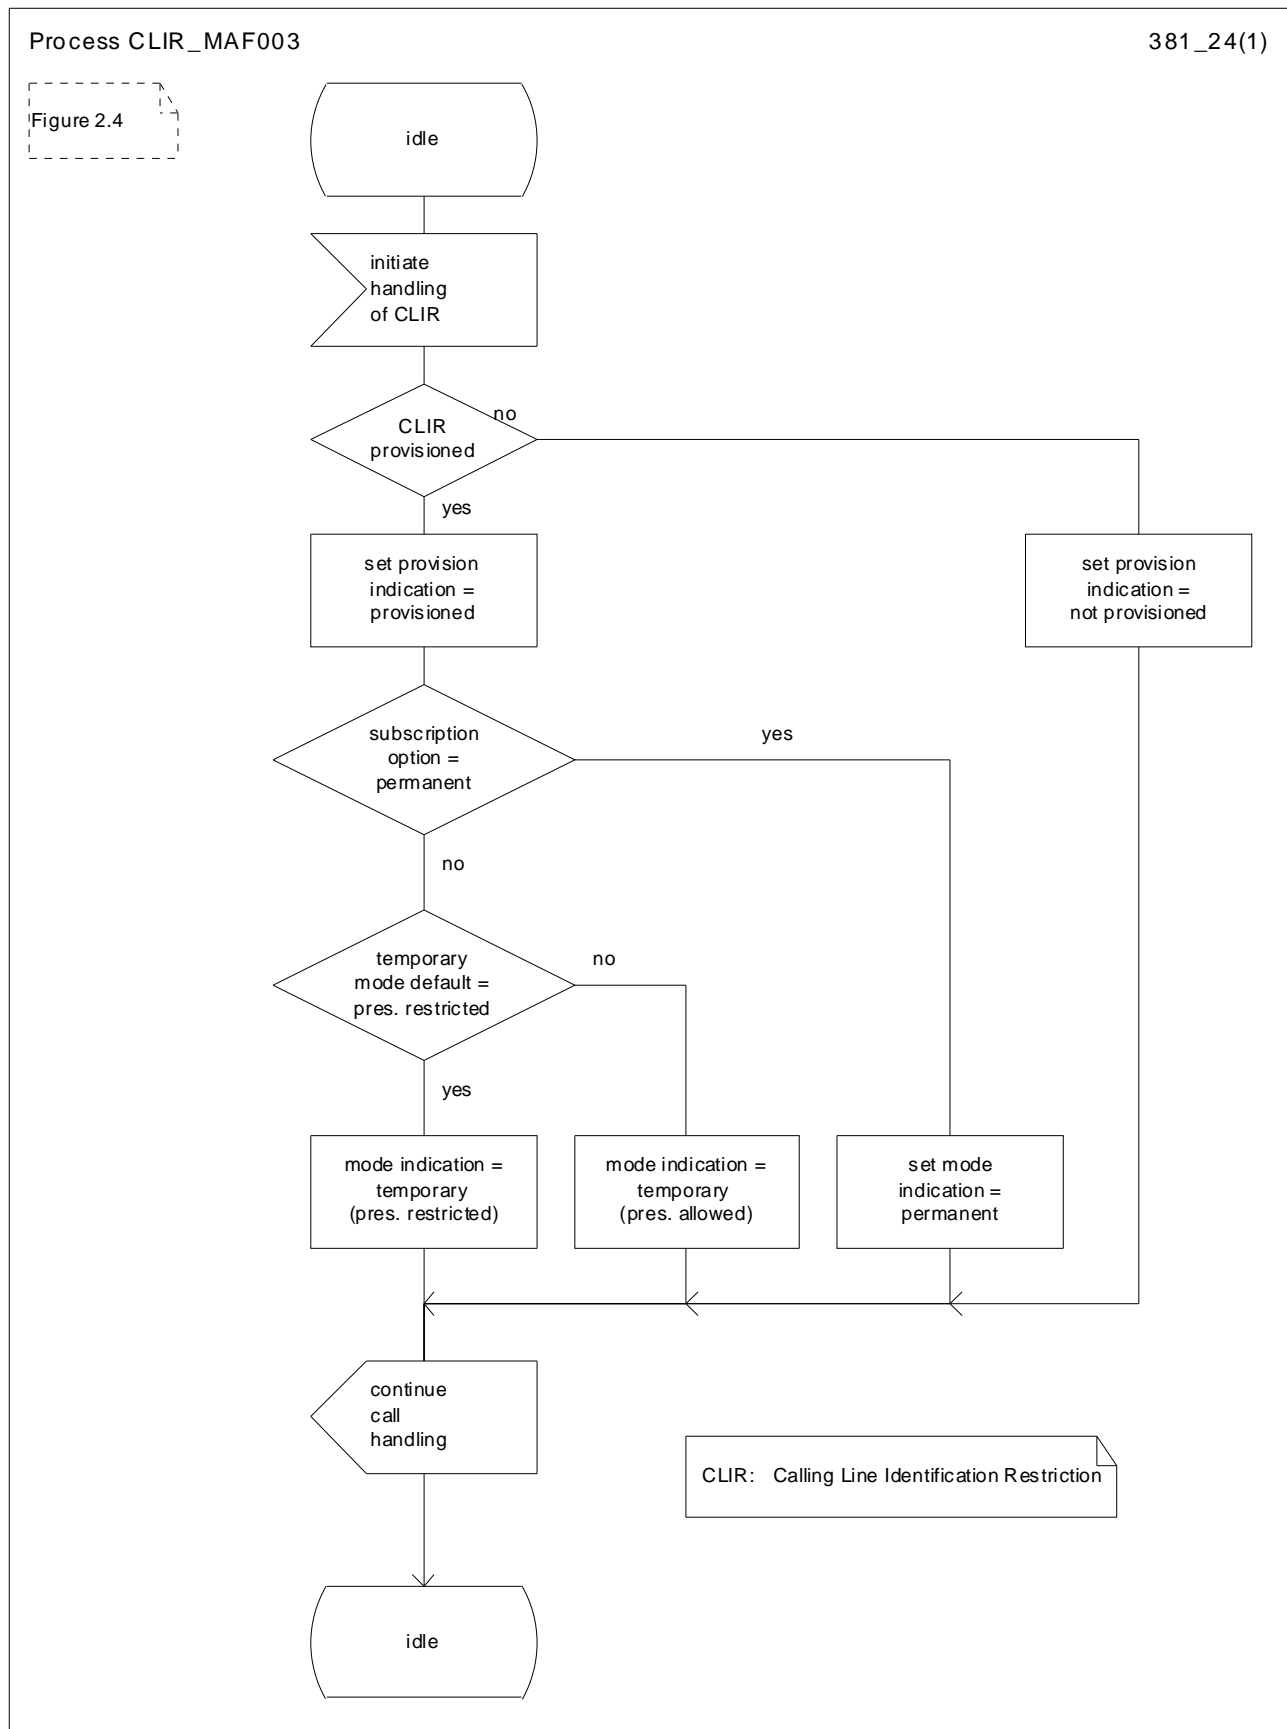 Process CLIR_MAF003
381_24(1)
Figure 2.4
idle
initiate
handling
of CLIR
CLIR
provisioned
no
yes
set provision
indication =
provisioned
set provision
indication =
not provisioned
subscription
option =
permanent
yes
no
temporary
mode default =
pres. restricted
no
yes
mode indication =
temporary
(pres. restricted)
mode indication =
temporary
(pres. allowed)
set mode
indication =
permanent
continue
call
handling
CLIR: Calling Line Identification Restriction
idle